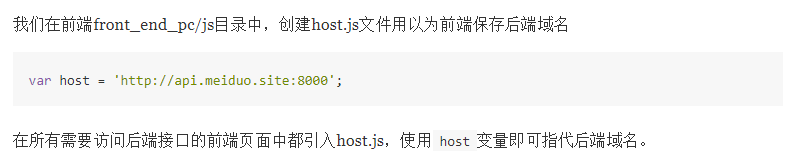 我们在前端front_end_pc/js目录中，创建host.js文件用以为前端保存后端域名
var host = 'http://api.meiduo.site:8000';
在所有需要访问后端接口的前端页面中都引入host.js，使用 host 变量即可指代后端域名。